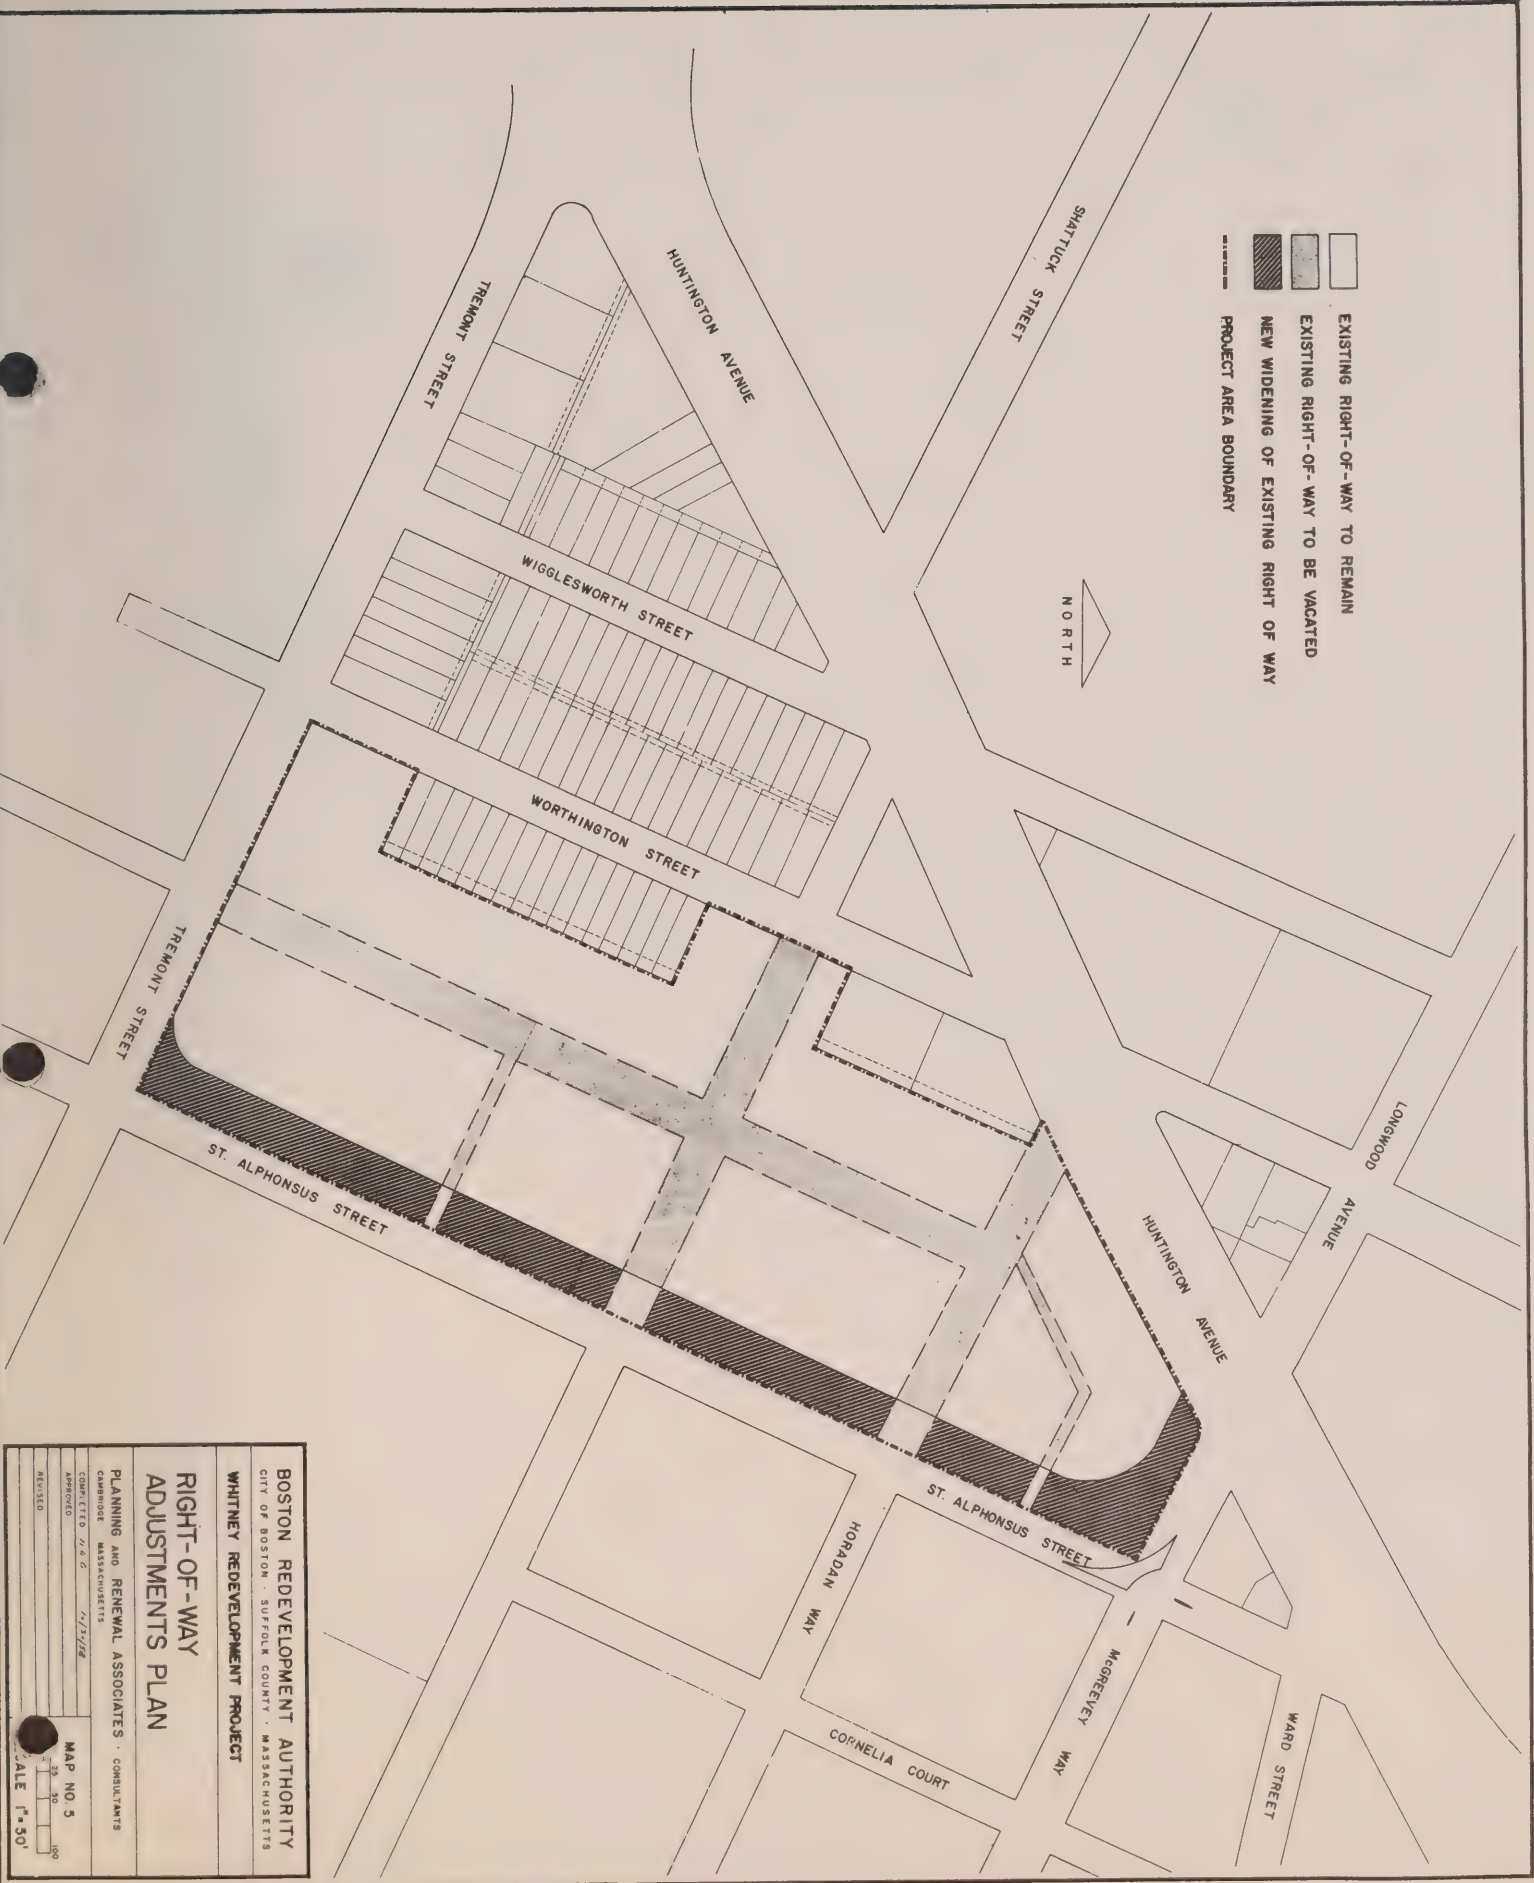 EXISTING RIGHT-OF-WAY TO REMAIN
EXISTING RIGHT-OF-WAY TO BE VACATED
NEW WIDENING OF EXISTING RIGHT OF WAY
PROJECT AREA BOUNDARY
NORTH
SHATTUCK STREET
HUNTINGTON AVENUE
TREMONT STREET
WIGGLESWORTH STREET
WORTHINGTON STREET
LONGWOOD AVENUE
HUNTINGTON AVENUE
TREMONT STREET
ST. ALPHONSUS STREET
ST. ALPHONSUS STREET
HORADAN WAY
McGREEVEY WAY
WARD STREET
CORNELIA COURT
BOSTON REDEVELOPMENT AUTHORITY
CITY OF BOSTON · SUFFOLK COUNTY · MASSACHUSETTS
WHITNEY REDEVELOPMENT PROJECT
RIGHT-OF-WAY
ADJUSTMENTS PLAN
PLANNING AND RENEWAL ASSOCIATES · CONSULTANTS
CAMBRIDGE MASSACHUSETTS
COMPLETED
APPROVED
REVISED
MAP NO. 5
25 50 100
1"=50'